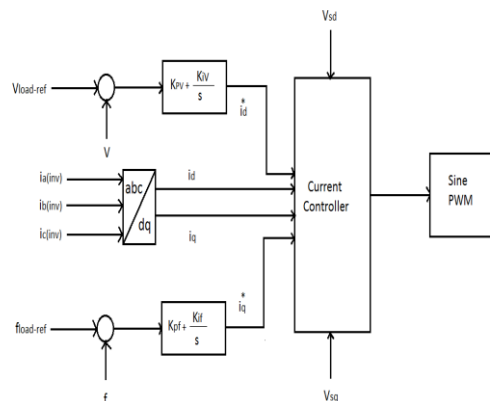 Vsd
Vload-ref
KPV + KiV/s
i*d
V
ia(inv)
ib(inv)
ic(inv)
abc
dq
id
iq
Current
Controller
Sine
PWM
i*q
fload-ref
Kpf + Kif/s
f
Vsq